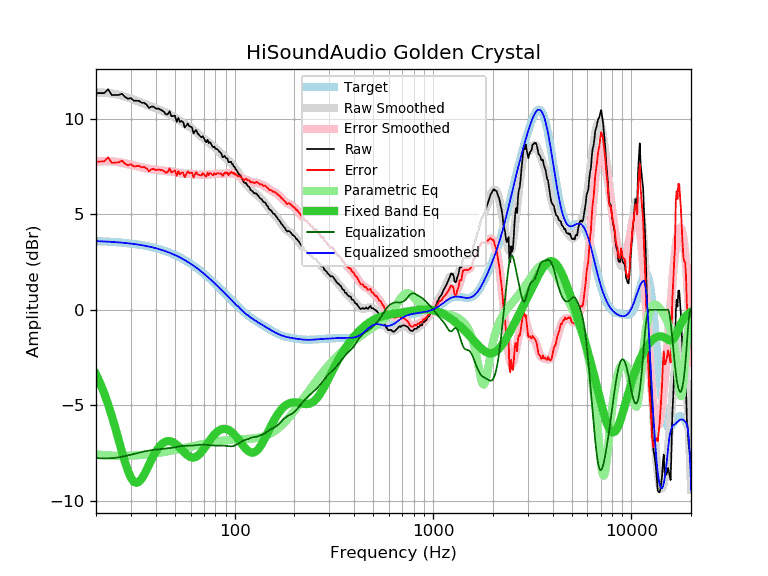 HiSoundAudio Golden Crystal
Target
Raw Smoothed
Error Smoothed
Raw
Error
Parametric Eq
Fixed Band Eq
Equalization
Equalized smoothed
Amplitude (dBr)
10
5
0
−5
−10
100
1000
10000
Frequency (Hz)